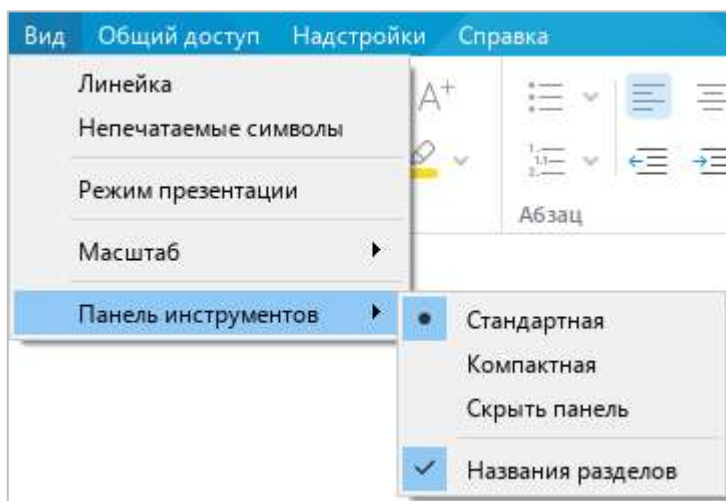 Вид Общий доступ Надстройки Справка
Линейка
Непечатаемые символы
Режим презентации
Масштаб
Панель инструментов
A+
Абзац
Стандартная
Компактная
Скрыть панель
Названия разделов